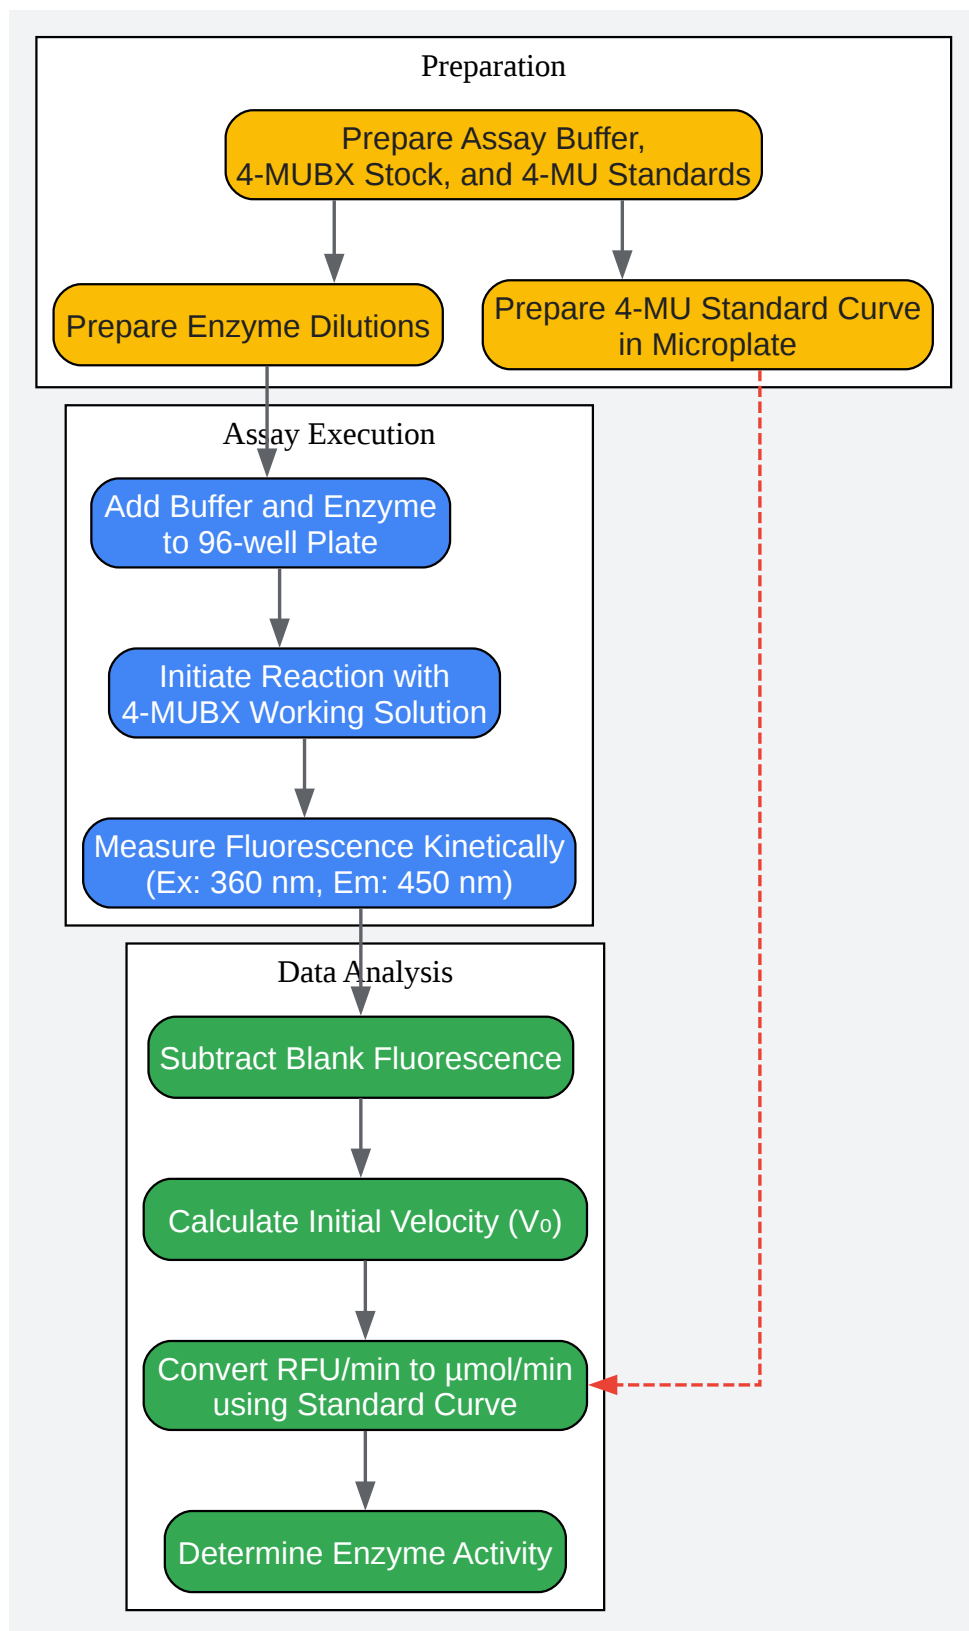 Preparation
Prepare Assay Buffer,
4-MUBX Stock, and 4-MU Standards
Prepare Enzyme Dilutions
Prepare 4-MU Standard Curve
in Microplate
Assay Execution
Add Buffer and Enzyme
to 96-well Plate
Initiate Reaction with
4-MUBX Working Solution
Measure Fluorescence Kinetically
(Ex: 360 nm, Em: 450 nm)
Data Analysis
Subtract Blank Fluorescence
Calculate Initial Velocity (V₀)
Convert RFU/min to µmol/min
using Standard Curve
Determine Enzyme Activity